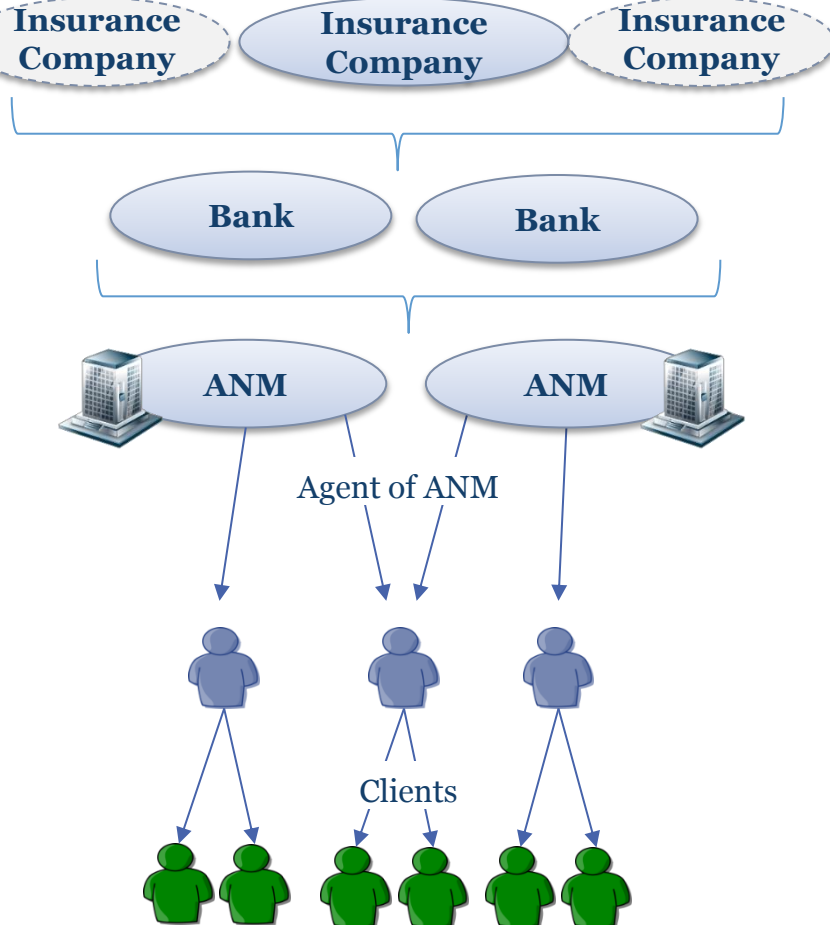 Insurance
Company
Insurance
Company
Insurance
Company
Bank
Bank
ANM
ANM
Agent of ANM
Clients